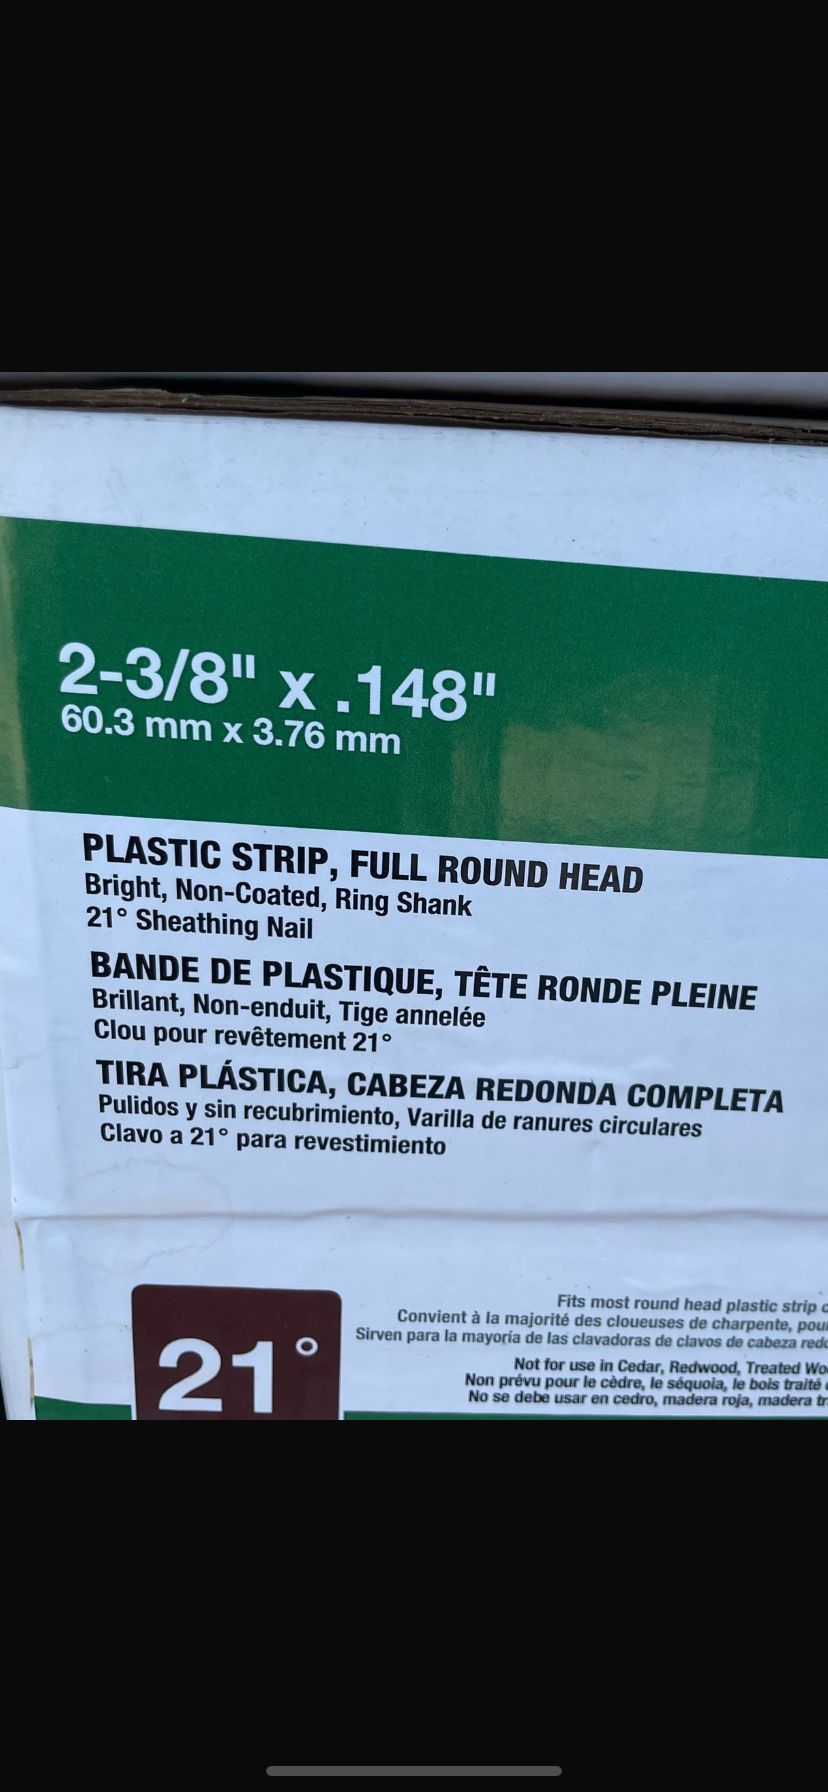 2-3/8" x .148"
60.3 mm x 3.76 mm
PLASTIC STRIP, FULL ROUND HEAD
Bright, Non-Coated, Ring Shank
21° Sheathing Nail
BANDE DE PLASTIQUE, TÊTE RONDE PLEINE
Brillant, Non-enduit, Tige annelée
Clou pour revêtement 21°
TIRA PLÁSTICA, CABEZA REDONDA COMPLETA
Pulidos y sin recubrimiento, Varilla de ranures circulares
Clavo a 21° para revestimiento
21°
Fits most round head plastic strip
Convient à la majorité des cloueuses de charpente,
Sirven para la mayoría de las clavadoras de clavos de cabeza
Not for use in Cedar, Redwood, Treated
Non prévu pour le cèdre, le séquoia, le bois traité
No se debe usar en cedro, madera roja, madera